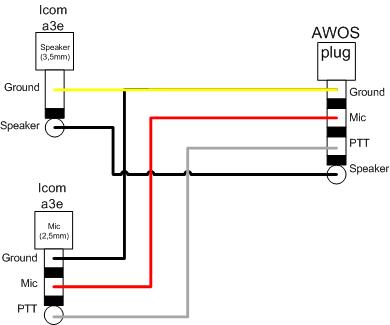 Icom
a3e
Speaker
(3,5mm)
Ground
Speaker
AWOS
plug
Ground
Mic
PTT
Speaker
Icom
a3e
Mic
(2,5mm)
Ground
Mic
PTT